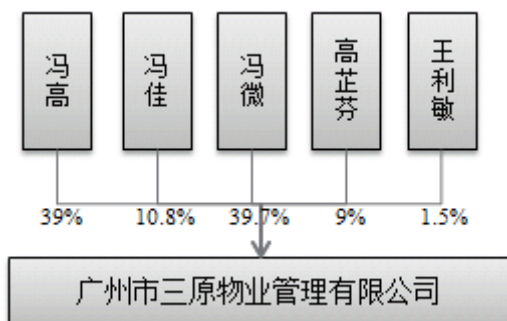 冯高
冯佳
冯微
高芷芬
王利敏
39%
10.8%
39.7%
9%
1.5%
广州市三原物业管理有限公司